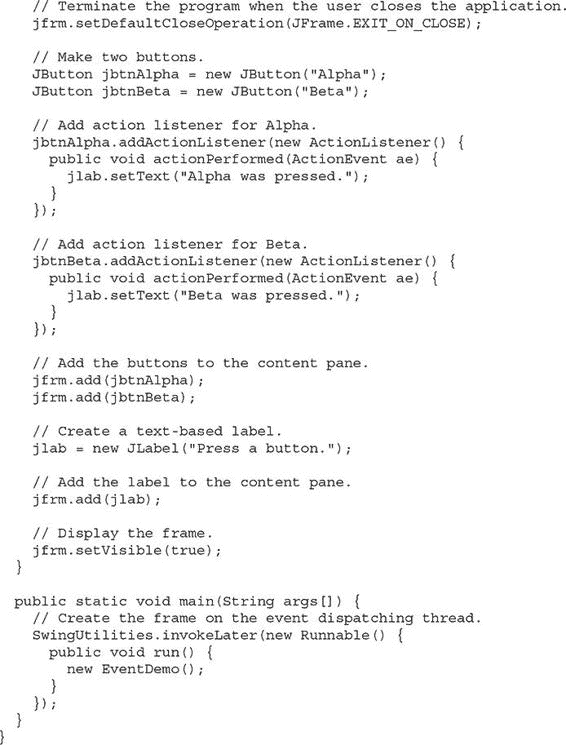 // Terminate the program when the user closes the application.
jfrm.setDefaultCloseOperation(JFrame.EXIT_ON_CLOSE);

// Make two buttons.
JButton jbtnAlpha = new JButton("Alpha");
JButton jbtnBeta = new JButton("Beta");

// Add action listener for Alpha.
jbtnAlpha.addActionListener(new ActionListener() {
public void actionPerformed(ActionEvent ae) {
jlab.setText("Alpha was pressed.");
}
});

// Add action listener for Beta.
jbtnBeta.addActionListener(new ActionListener() {
public void actionPerformed(ActionEvent ae) {
jlab.setText("Beta was pressed.");
}
});

// Add the buttons to the content pane.
jfrm.add(jbtnAlpha);
jfrm.add(jbtnBeta);

// Create a text-based label.
jlab = new JLabel("Press a button.");

// Add the label to the content pane.
jfrm.add(jlab);

// Display the frame.
jfrm.setVisible(true);
}

public static void main(String args[]) {
// Create the frame on the event dispatching thread.
SwingUtilities.invokeLater(new Runnable() {
public void run() {
new EventDemo();
}
});
}
}